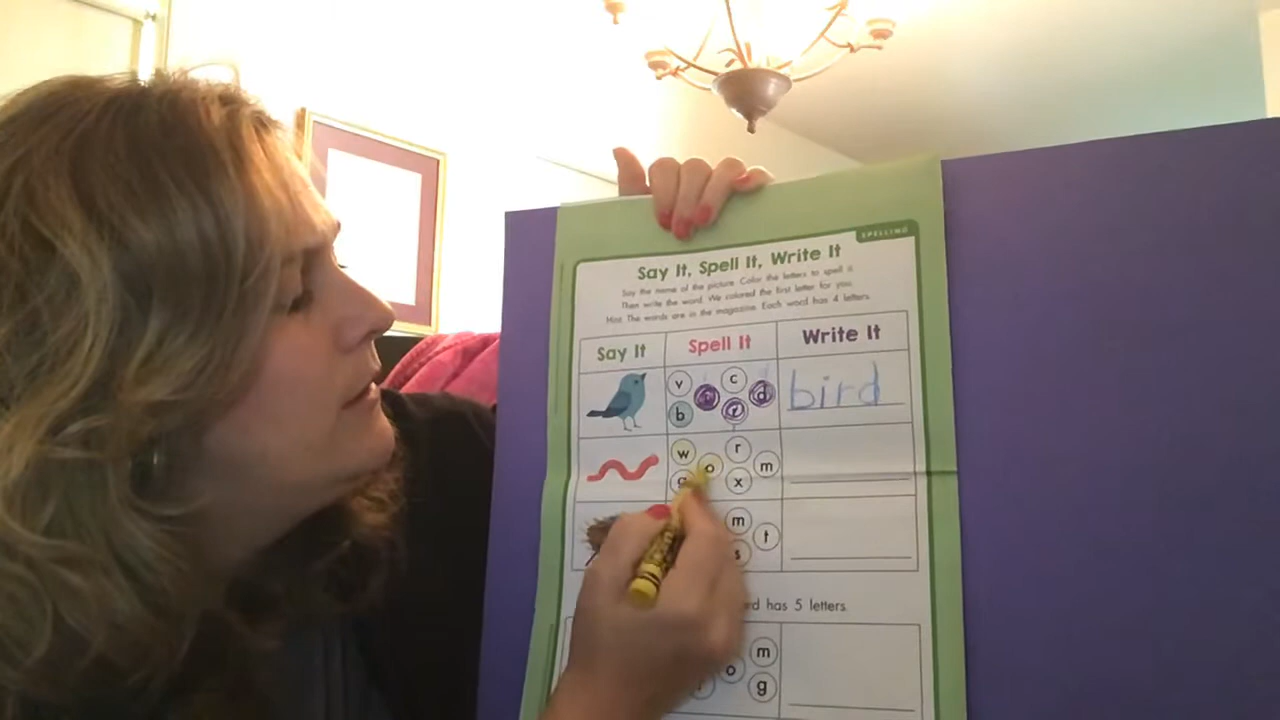 SPELLING
Say It, Spell It, Write It
Say the name of the picture. Color the letters to spell it.
Then write the word. We colored the first letter for you.
Hint: The words are in the magazine. Each word has 4 letters.
Say It Spell It Write It
v c
b i r d bird
w r
o m
x
m
t
s
has 5 letters.
m
o
g